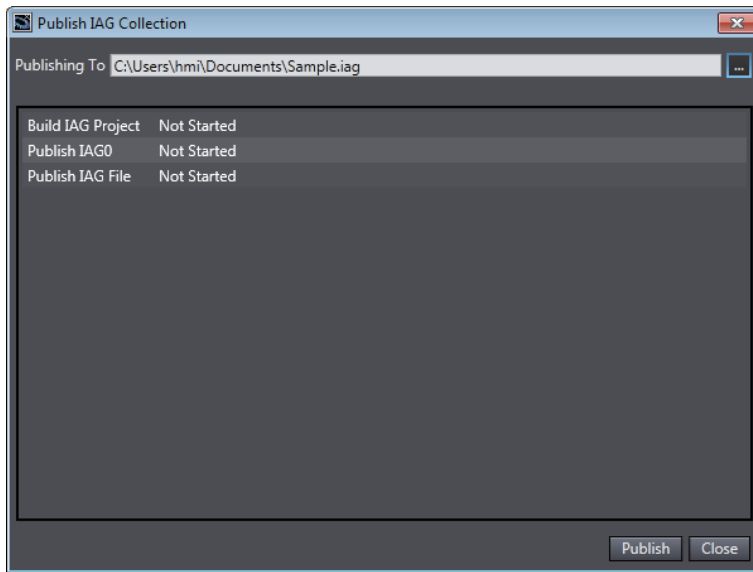 Publish IAG Collection
Publishing To C:\Users\hmi\Documents\Sample.iag ...
Build IAG Project Not Started
Publish IAG0 Not Started
Publish IAG File Not Started
Publish Close